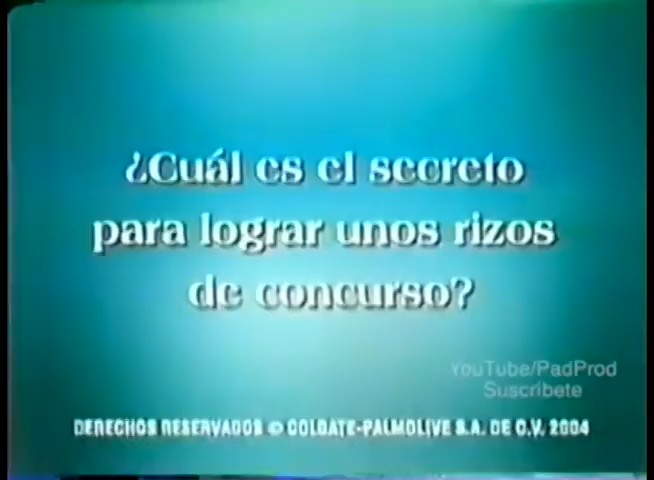 ¿Cuál es el secreto
para lograr unos rizos
de concurso?
YouTube/PadProd
Suscríbete
DERECHOS RESERVADOS © COLGATE-PALMOLIVE S.A. DE C.V. 2004